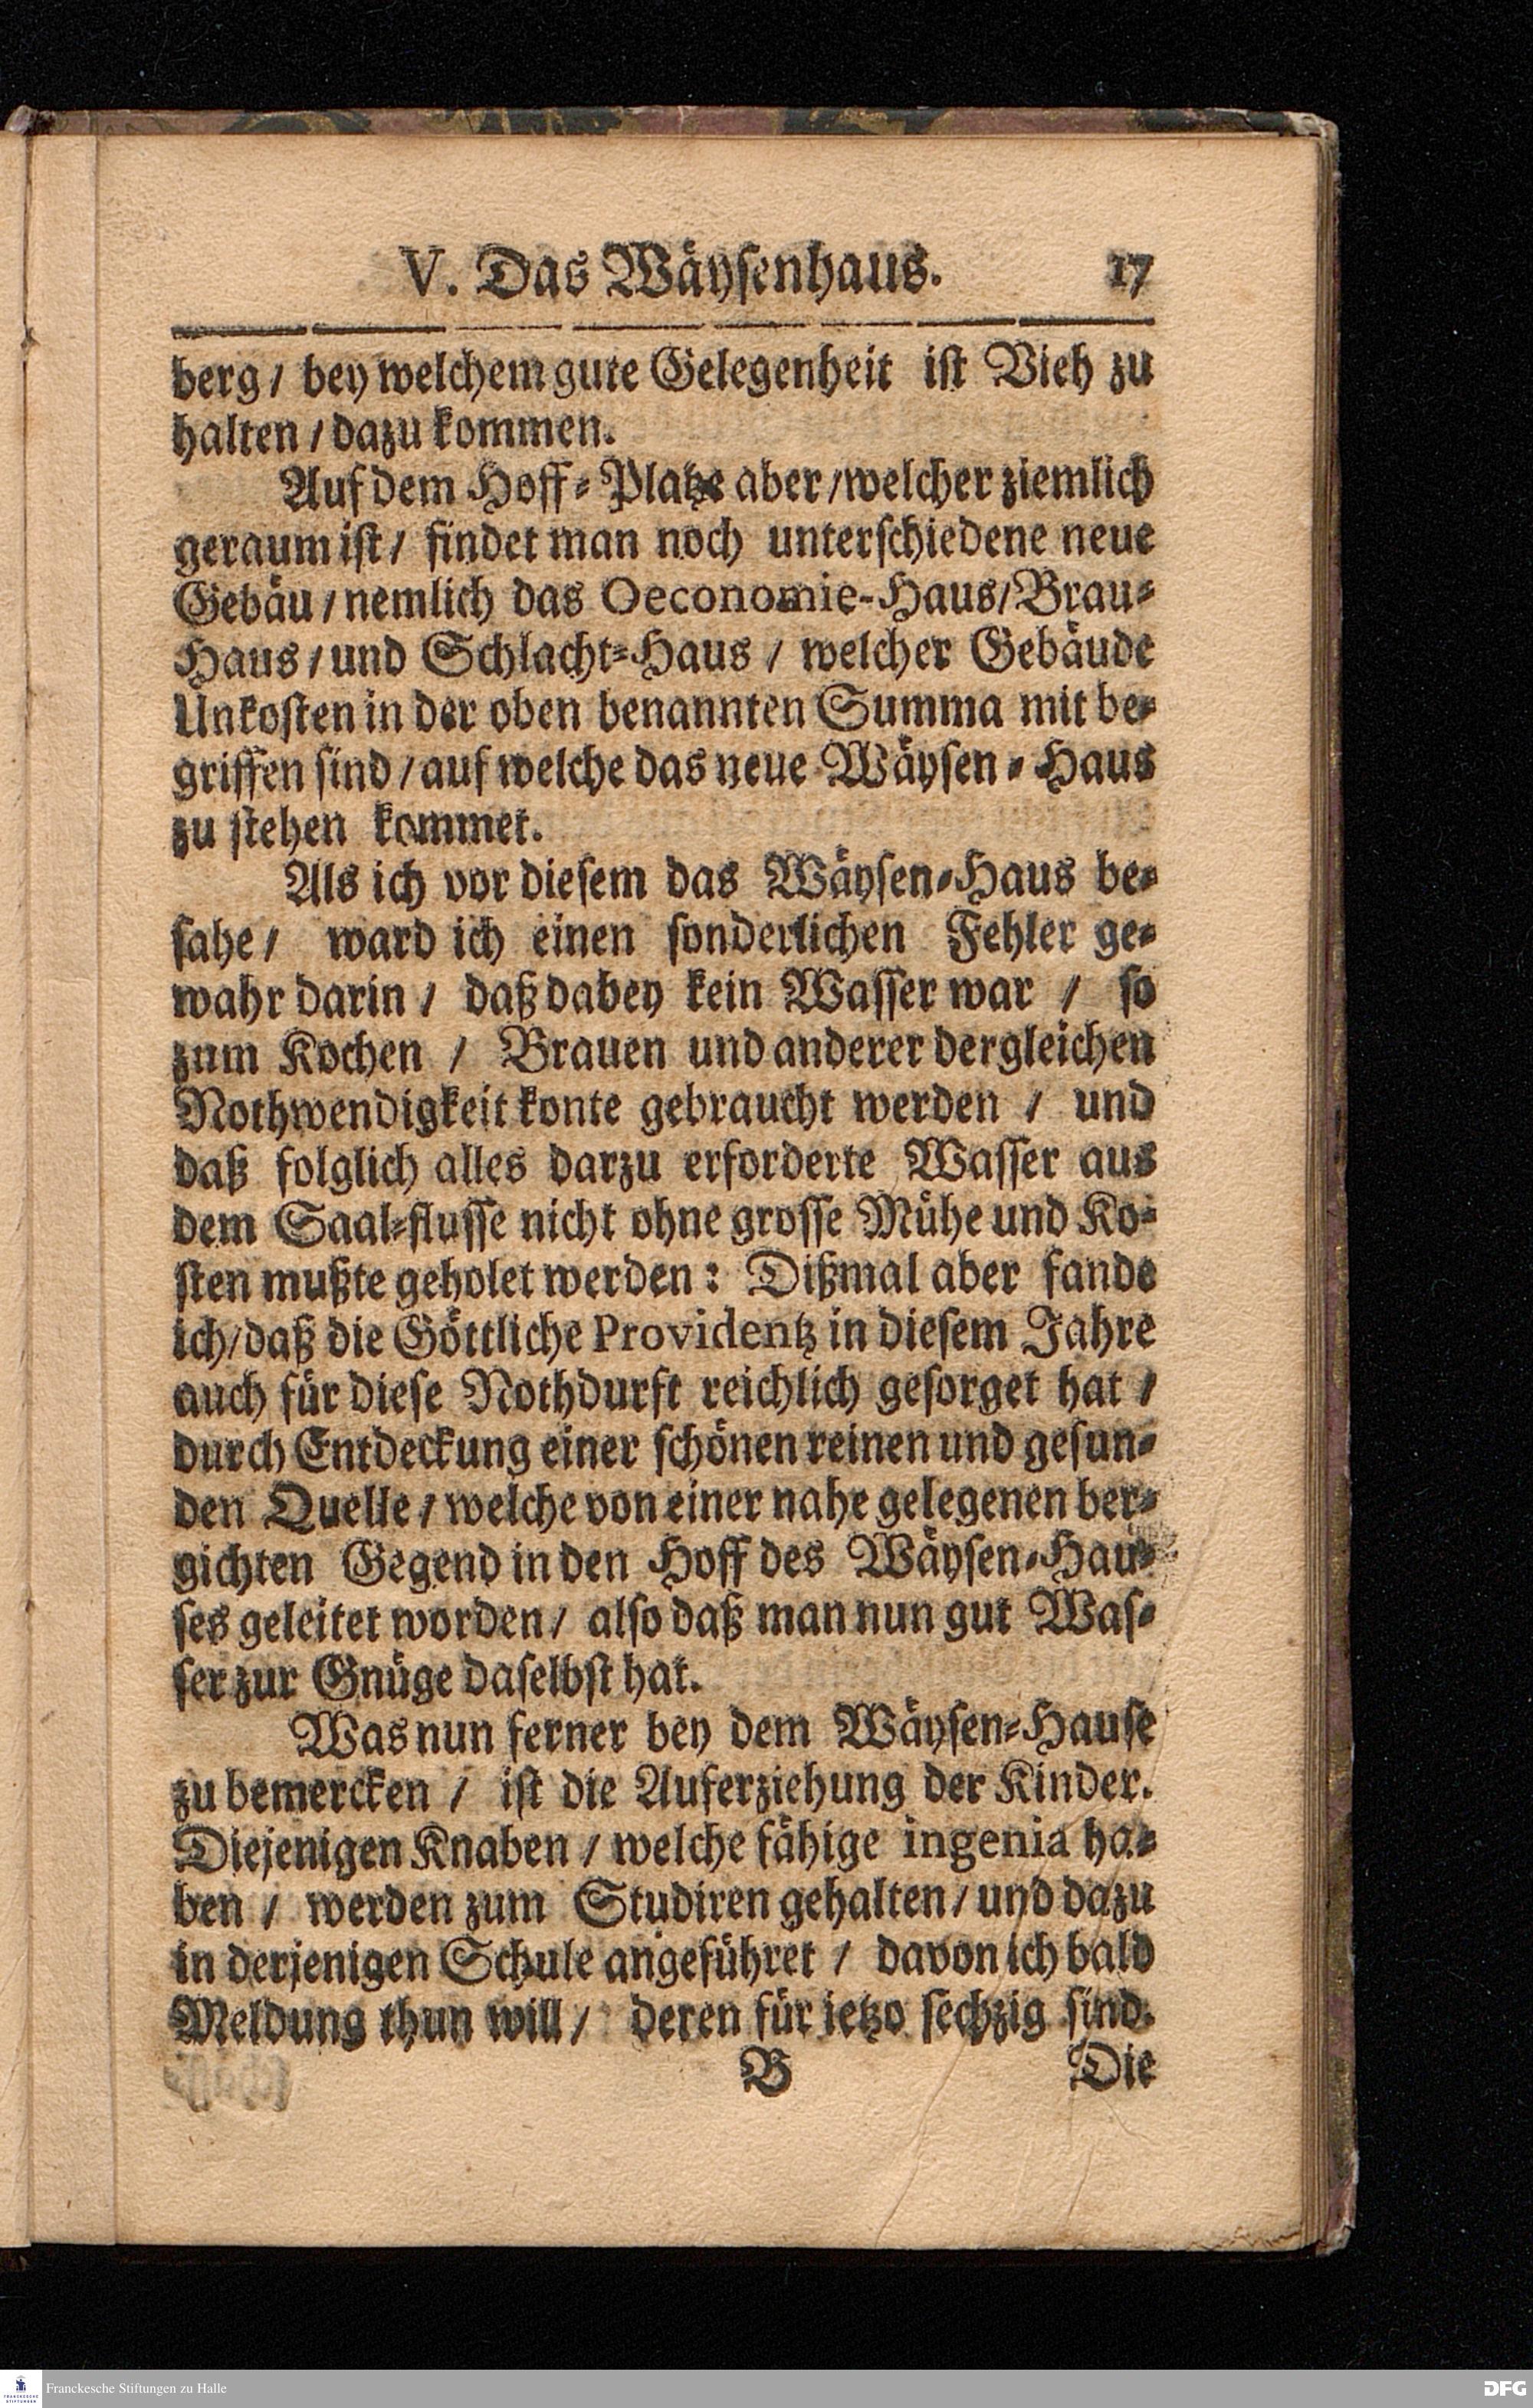 V. Das Wäysenhaus. 17
berg / bey welchem gute Gelegenheit ist Vieh zu
halten / dazu kommen.
Auf dem Hoff-Platze aber / welcher ziemlich
geraum ist / findet man noch unterschiedene neue
Gebäu / nemlich das Oeconomie-Haus / Brau-
Haus / und Schlacht-Haus / welcher Gebäude
Unkosten in der oben benannten Summa mit be-
griffen sind / auf welche das neue Wäysen-Haus
zu stehen kommet.
Als ich vor diesem das Wäysen-Haus be-
sahe / ward ich einen sonderlichen Fehler ge-
wahr darin / daß dabey kein Wasser war / so
zum Kochen / Brauen und anderer dergleichen
Nothwendigkeit konte gebraucht werden / und
daß folglich alles darzu erforderte Wasser aus
dem Saal-flusse nicht ohne grosse Mühe und Ko-
sten mußte geholet werden: Dißmal aber fande
ich / daß die Göttliche Providentz in diesem Jahre
auch für diese Nothdurft reichlich gesorget hat /
durch Entdeckung einer schönen reinen und gesun-
den Quelle / welche von einer nahe gelegenen ber-
gichten Gegend in den Hoff des Wäysen-Hau-
ses geleitet worden / also daß man nun gut Was-
ser zur Gnüge daselbst hat.
Was nun ferner bey dem Wäysen-Hause
zu bemercken / ist die Auferziehung der Kinder.
Diejenigen Knaben / welche fähige ingenia ha-
ben / werden zum Studiren gehalten / und dazu
in derjenigen Schule angeführet / davon ich bald
Meldung thun will / deren für ietzo sechzig sind.
B Die
Franckesche Stiftungen zu Halle
DFG